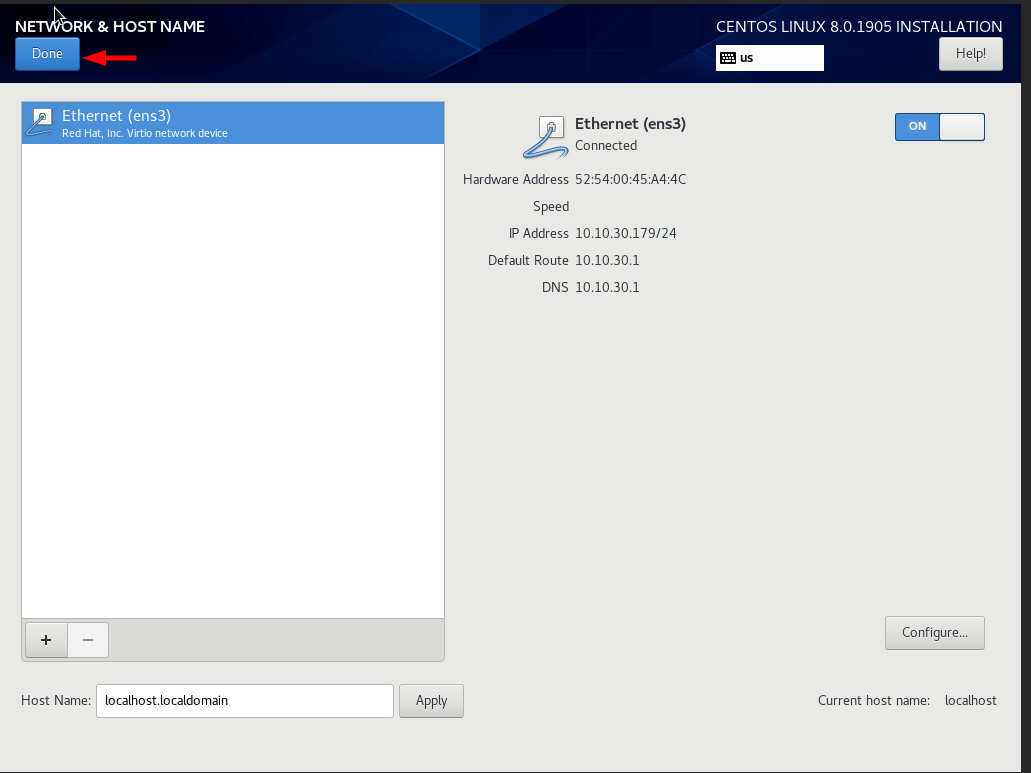 NETWORK & HOST NAME
CENTOS LINUX 8.0.1905 INSTALLATION
Done
us
Help!
Ethernet (ens3)
Red Hat, Inc. Virtio network device
Ethernet (ens3)
Connected
ON
Hardware Address 52:54:00:45:A4:4C
Speed
IP Address 10.10.30.179/24
Default Route 10.10.30.1
DNS 10.10.30.1
+ −
Configure...
Host Name: localhost.localdomain Apply
Current host name: localhost